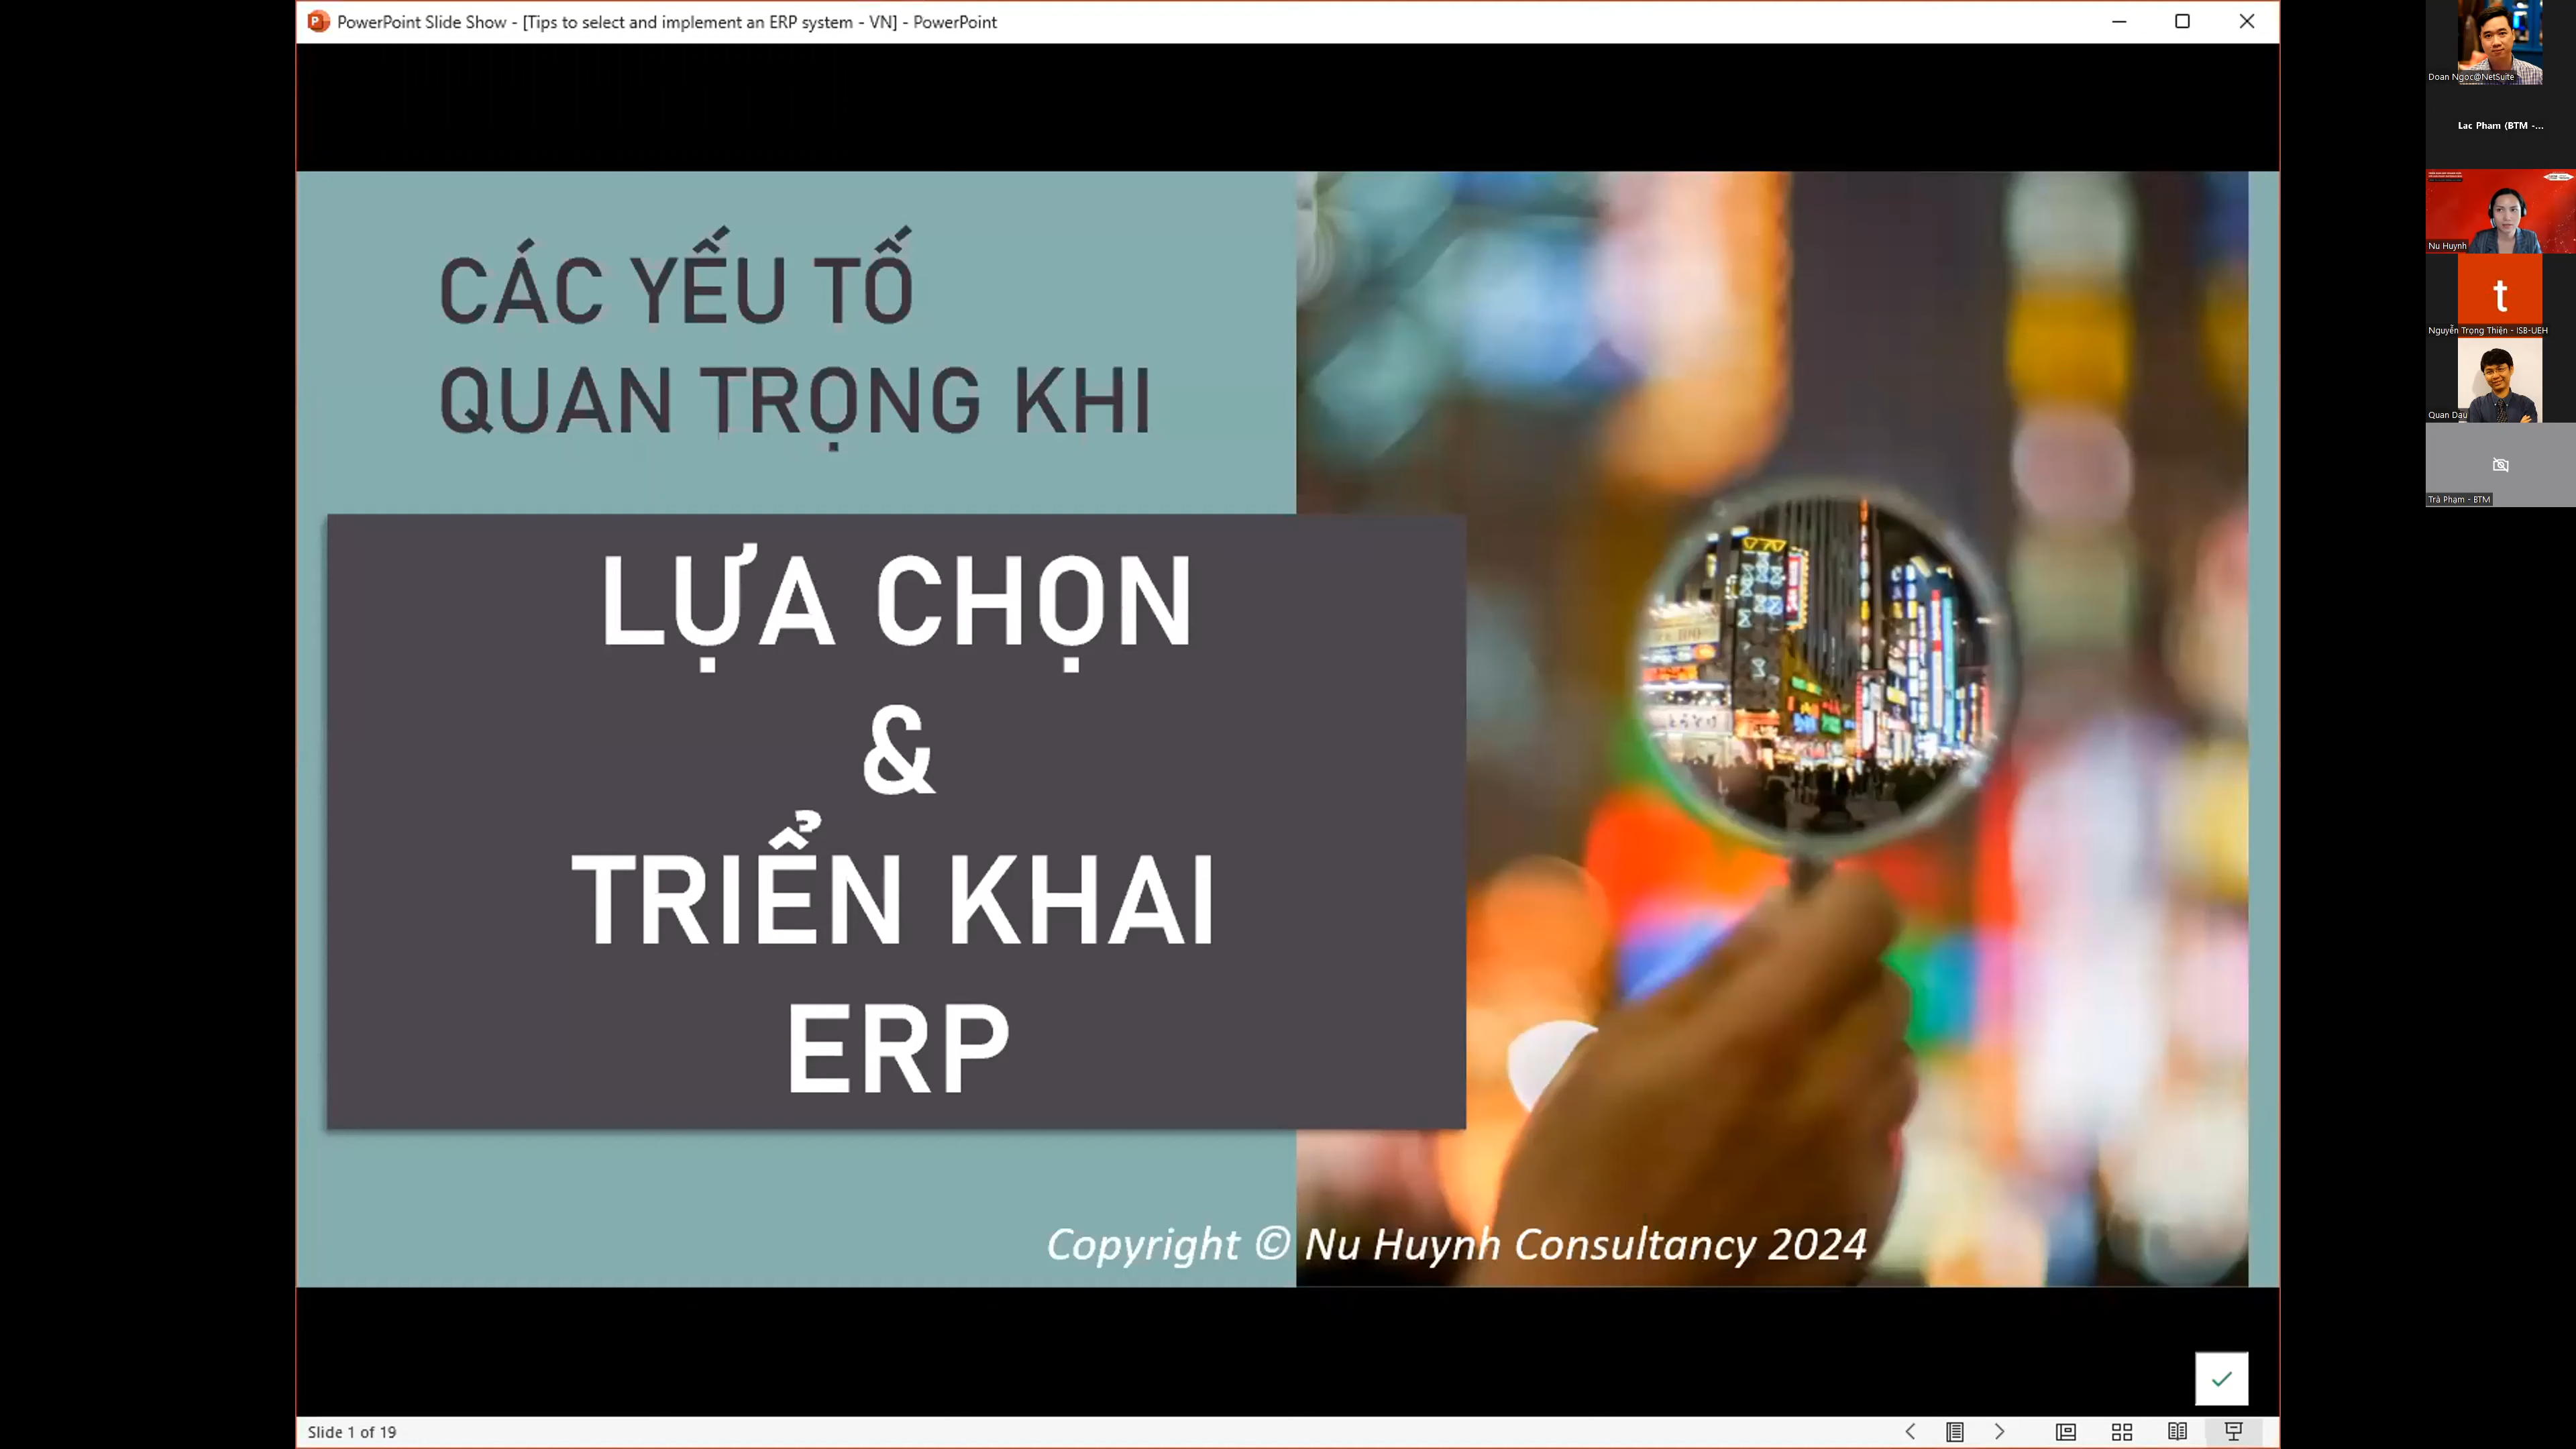 PowerPoint Slide Show - [Tips to select and implement an ERP system - VN] - PowerPoint
CÁC YẾU TỐ
QUAN TRỌNG KHI
LỰA CHỌN
&
TRIỂN KHAI
ERP
Copyright © Nu Huynh Consultancy 2024
Slide 1 of 19
Doan Ngoc@NetSuite
Lac Pham (BTM -...
Nu Huynh
t
Nguyễn Trọng Thiện - ISB-UEH
Quan Dau
Trà Phạm - BTM